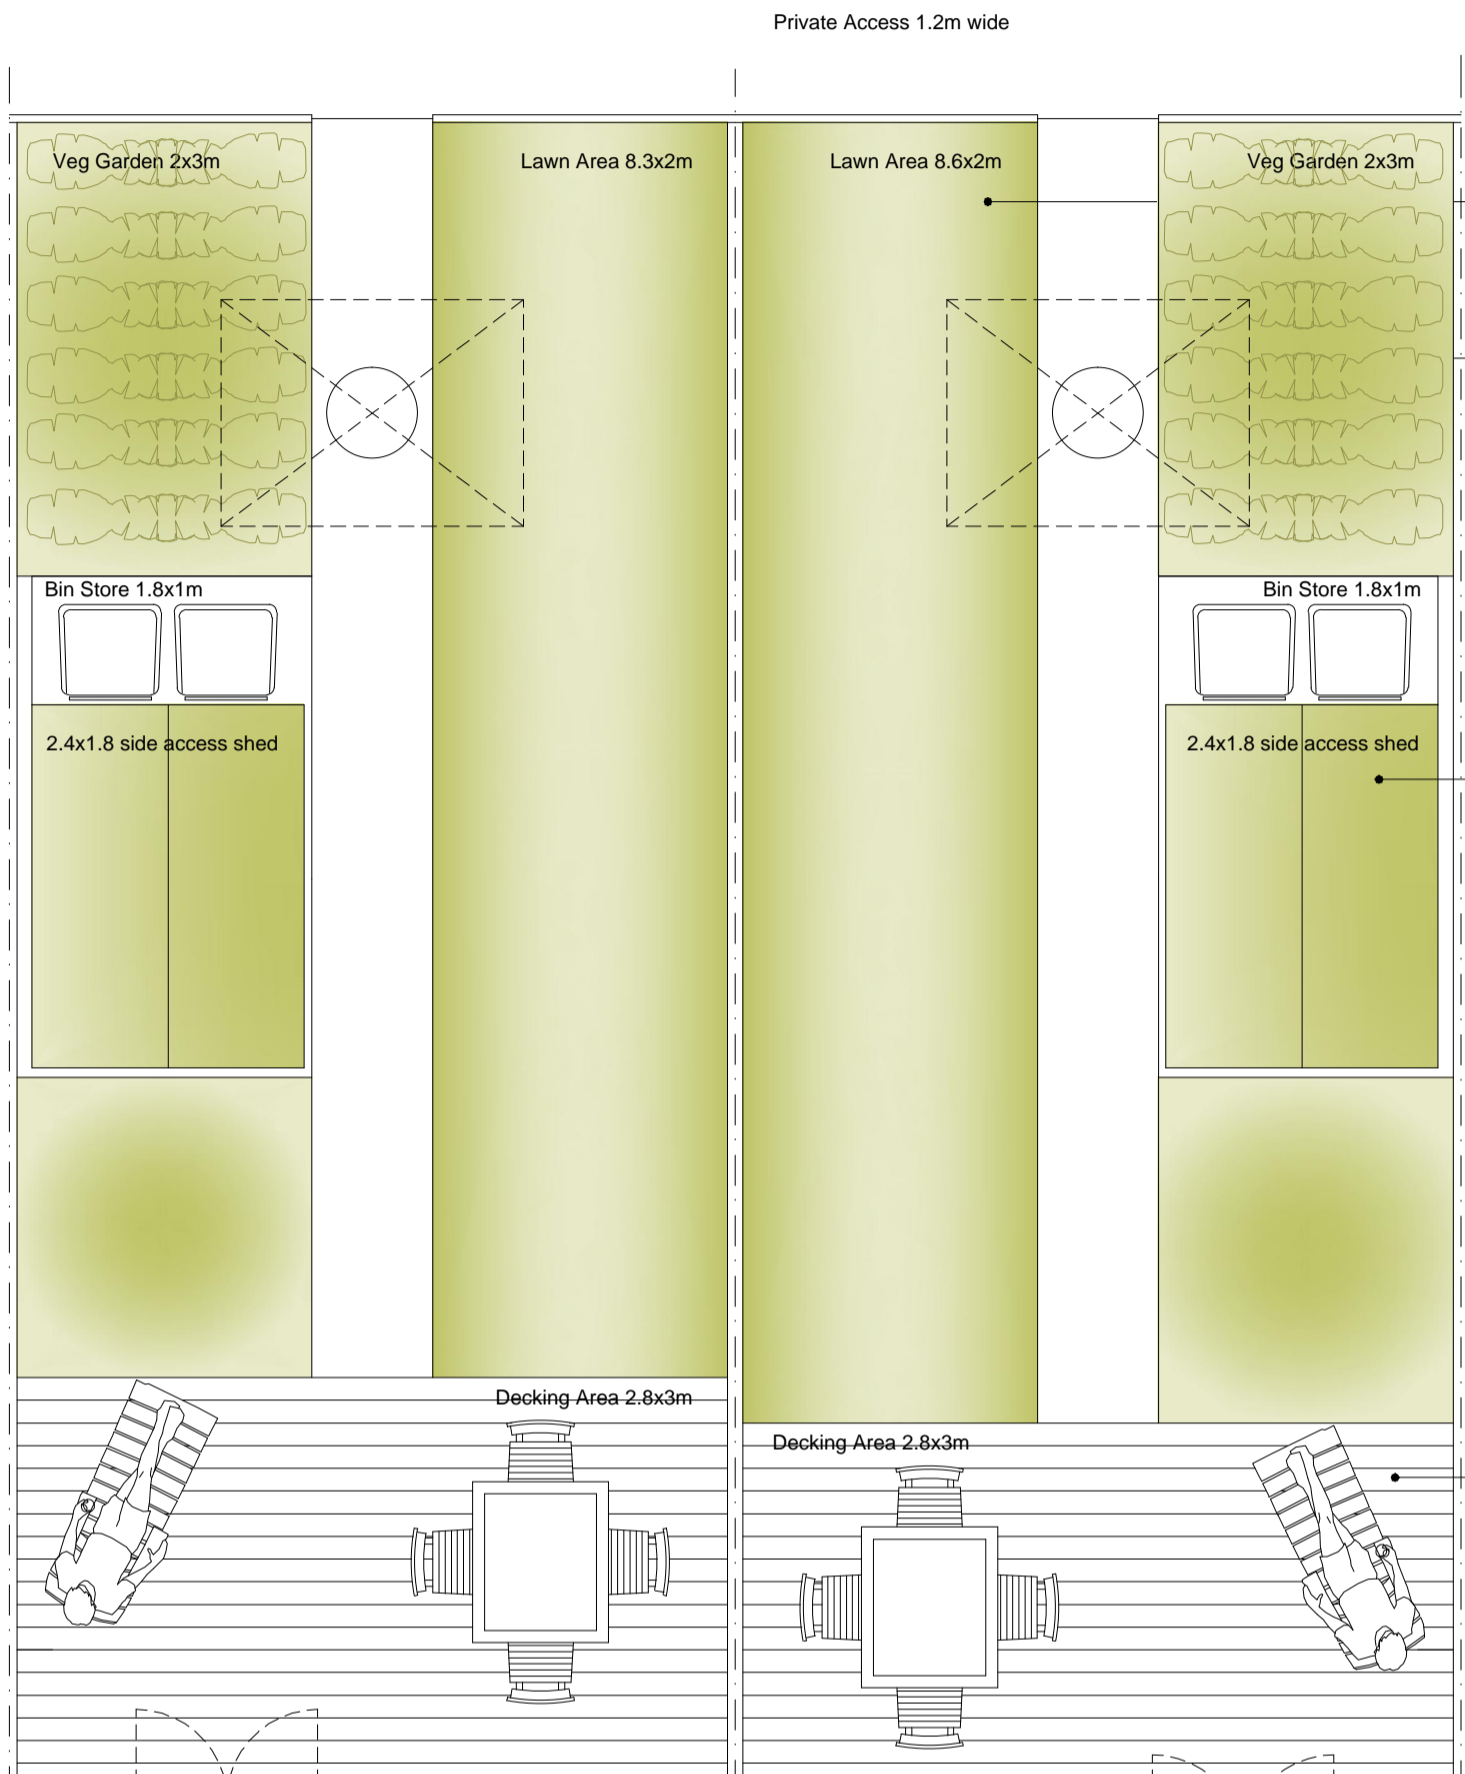 Private Access 1.2m wide
Veg Garden 2x3m
Lawn Area 8.3x2m
Lawn Area 8.6x2m
Veg Garden 2x3m
Bin Store 1.8x1m
Bin Store 1.8x1m
2.4x1.8 side access shed
2.4x1.8 side access shed
Decking Area 2.8x3m
Decking Area 2.8x3m